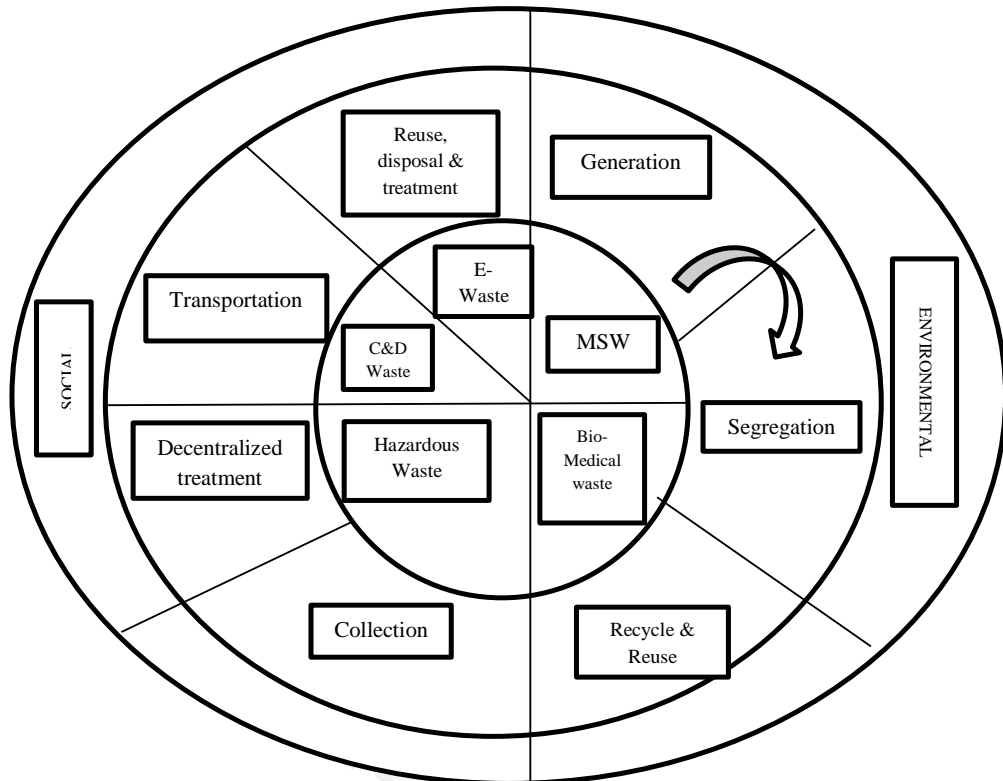 Reuse,
disposal &
treatment
Generation
E-
Waste
Transportation
MSW
C&D
Waste
SOCIAL
ENVIRONMENTAL
Segregation
Decentralized
treatment
Hazardous
Waste
Bio-
Medical
waste
Collection
Recycle &
Reuse